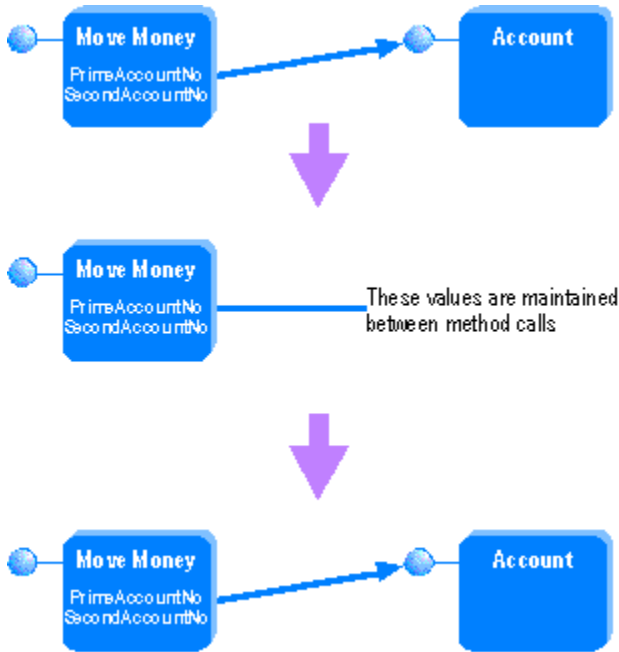 Move Money
Account
PrimeAccountNo
SecondAccountNo
Move Money
PrimeAccountNo
SecondAccountNo
These values are maintained
between method calls
Move Money
Account
PrimeAccountNo
SecondAccountNo